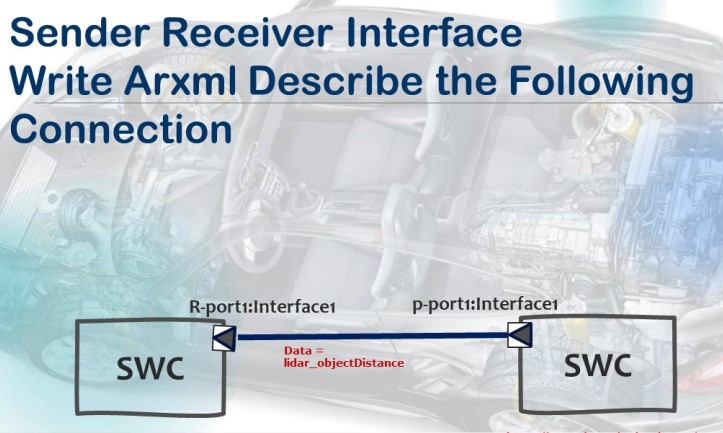 Sender Receiver Interface
Write Arxml Describe the Following
Connection
R-port1:Interface1
p-port1:Interface1
Data =
lidar_objectDistance
SWC
SWC